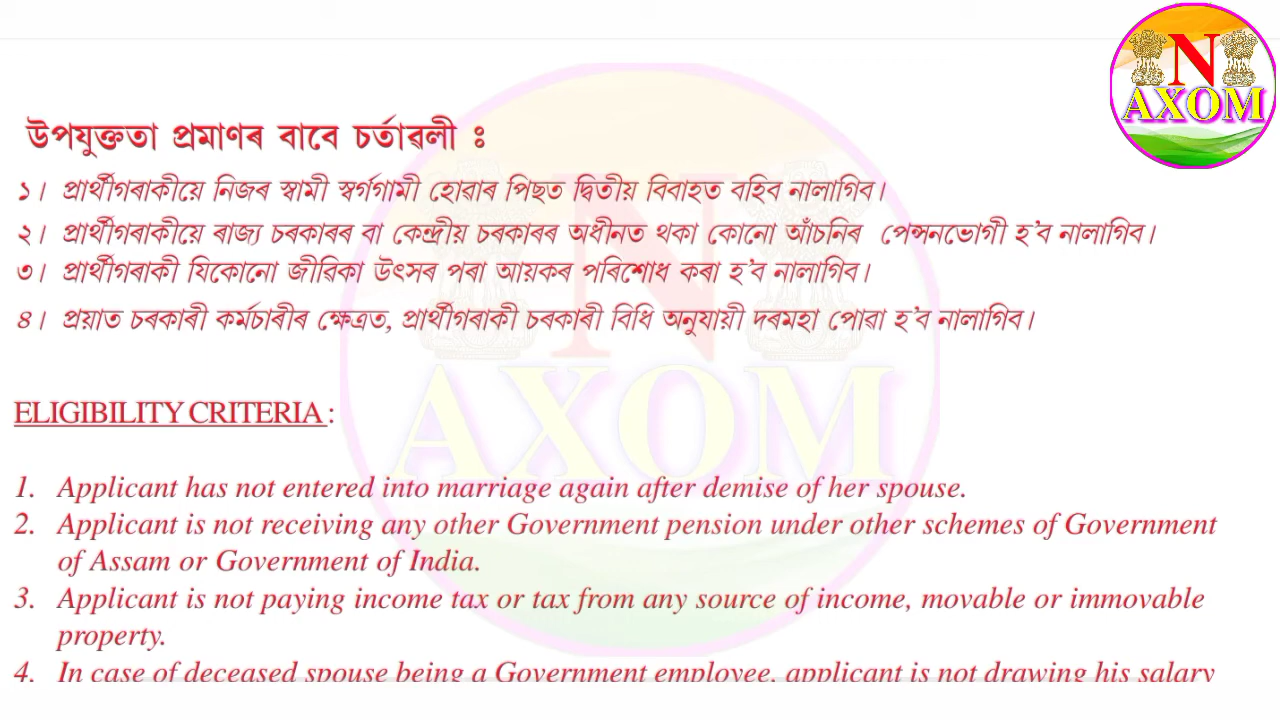 N
AXOM
উপযুক্ততা প্ৰমাণৰ বাবে চৰ্তাৱলী ঃ
১। প্ৰাৰ্থীগৰাকীয়ে নিজৰ স্বামী স্বৰ্গগামী হোৱাৰ পিছত দ্বিতীয় বিবাহত বহিব নালাগিব।
২। প্ৰাৰ্থীগৰাকীয়ে ৰাজ্য চৰকাৰৰ বা কেন্দ্ৰীয় চৰকাৰৰ অধীনত থকা কোনো আঁচনিৰ পেন্সনভোগী হ'ব নালাগিব।
৩। প্ৰাৰ্থীগৰাকী যিকোনো জীৱিকা উৎসৰ পৰা আয়কৰ পৰিশোধ কৰা হ'ব নালাগিব।
৪। প্ৰয়াত চৰকাৰী কৰ্মচাৰীৰ ক্ষেত্ৰত, প্ৰাৰ্থীগৰাকী চৰকাৰী বিধি অনুযায়ী দৰমহা পোৱা হ'ব নালাগিব।
N
AXOM
ELIGIBILITY CRITERIA :
1. Applicant has not entered into marriage again after demise of her spouse.
2. Applicant is not receiving any other Government pension under other schemes of Government
of Assam or Government of India.
3. Applicant is not paying income tax or tax from any source of income, movable or immovable
property.
4. In case of deceased spouse being a Government employee, applicant is not drawing his salary